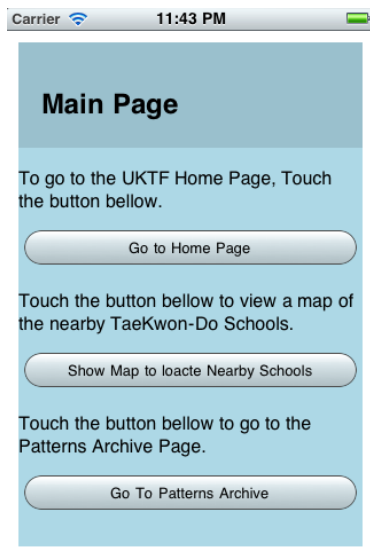 Carrier 11:43 PM
Main Page
To go to the UKTF Home Page, Touch
the button bellow.
Go to Home Page
Touch the button bellow to view a map of
the nearby TaeKwon-Do Schools.
Show Map to loacte Nearby Schools
Touch the button bellow to go to the
Patterns Archive Page.
Go To Patterns Archive